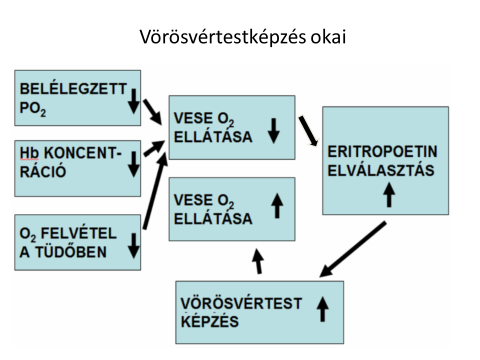 Vörösvértestképzés okai
BELÉLEGZETT
PO₂
Hb KONCENT-
RÁCIÓ
O₂ FELVÉTEL
A TÜDŐBEN
VESE O₂
ELLÁTÁSA
VESE O₂
ELLÁTÁSA
ERITROPOETIN
ELVÁLASZTÁS
VÖRÖSVÉRTEST
KÉPZÉS